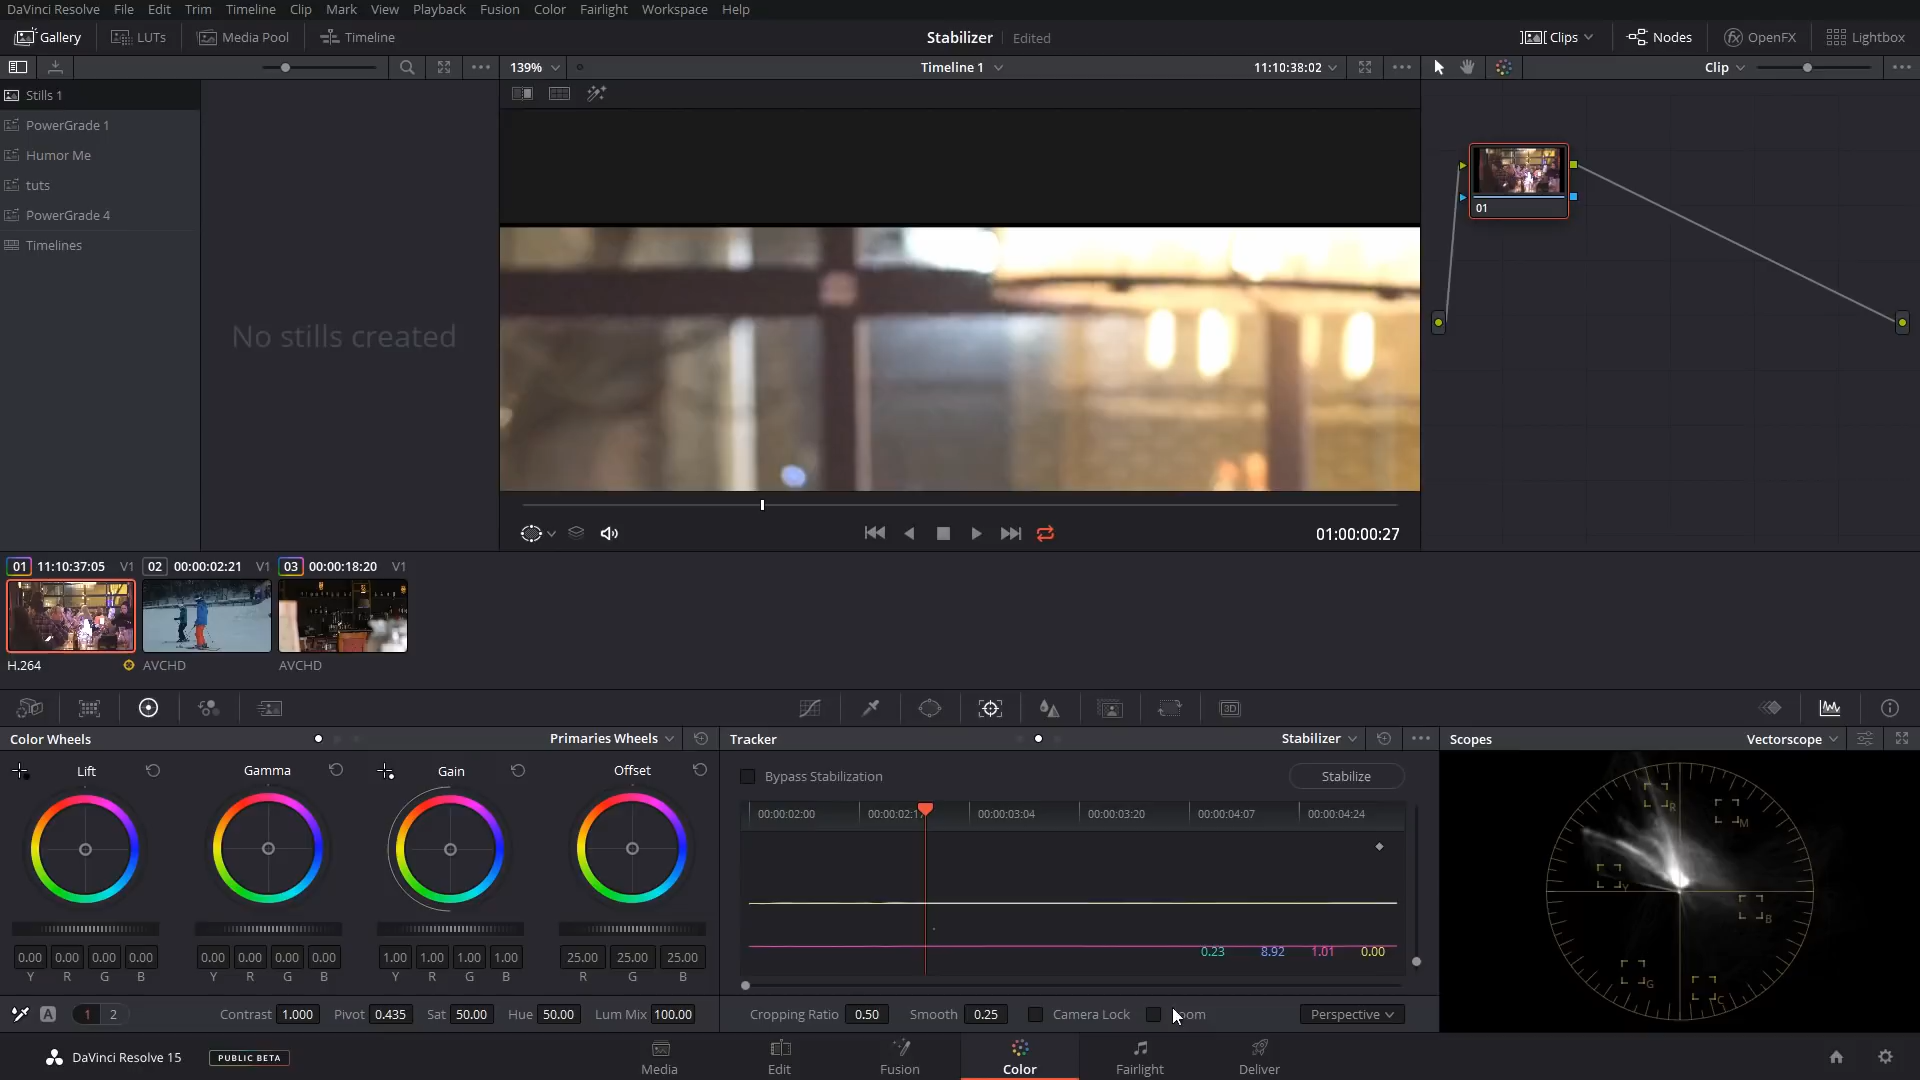 DaVinci Resolve File Edit Trim Timeline Clip Mark View Playback Fusion Color Fairlight Workspace Help
Gallery LUTs Media Pool Timeline Stabilizer Edited Clips Nodes OpenFX Lightbox
139% Timeline 1 11:10:38:02 Clip
Stills 1
PowerGrade 1
Humor Me
tuts
PowerGrade 4
Timelines
No stills created
01
01:00:00:27
01 11:10:37:05 V1 02 00:00:02:21 V1 03 00:00:18:20 V1
H.264 AVCHD AVCHD
3D
Color Wheels Primaries Wheels Tracker Stabilizer Scopes Vectorscope
Lift Gamma Gain Offset
Bypass Stabilization Stabilize
00:00:02:00 00:00:02:17 00:00:03:04 00:00:03:20 00:00:04:07 00:00:04:24
R M Y B G C
0.23 8.92 1.01 0.00
0.00 0.00 0.00 0.00 0.00 0.00 0.00 0.00 1.00 1.00 1.00 1.00 25.00 25.00 25.00
Y R G B Y R G B Y R G B R G B
A 1 2 Contrast 1.000 Pivot 0.435 Sat 50.00 Hue 50.00 Lum Mix 100.00
Cropping Ratio 0.50 Smooth 0.25 Camera Lock Perspective
DaVinci Resolve 15 PUBLIC BETA
Media Edit Fusion Color Fairlight Deliver